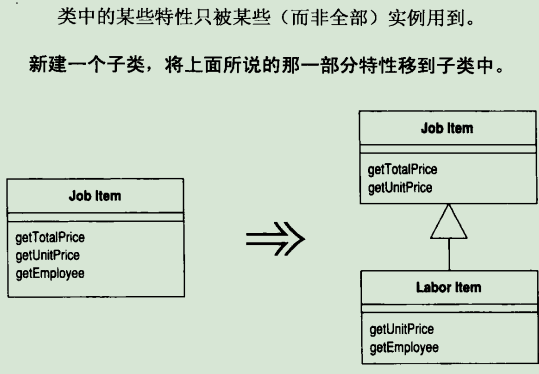 类中的某些特性只被某些（而非全部）实例用到。
新建一个子类，将上面所说的那一部分特性移到子类中。
Job Item
getTotalPrice
getUnitPrice
getEmployee
Job Item
getTotalPrice
getUnitPrice
Labor Item
getUnitPrice
getEmployee